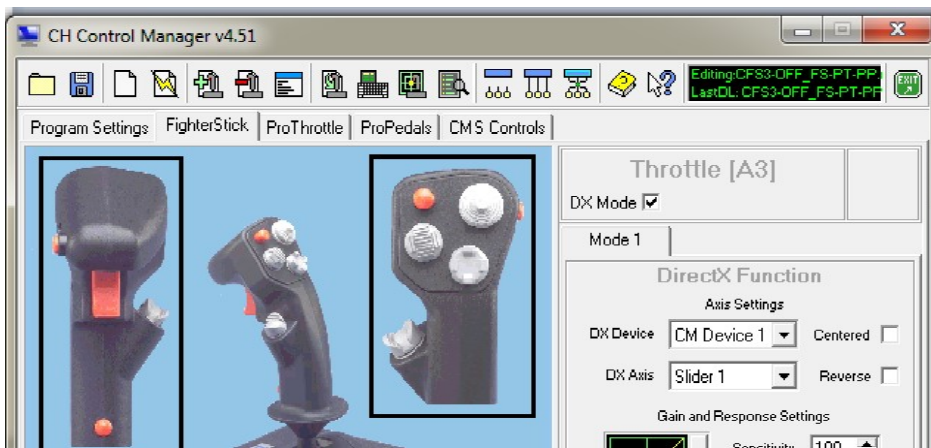 CH Control Manager v4.51
Editing:CFS3-OFF_FS-PT-PP
LastDL: CFS3-OFF_FS-PT-PP
EXIT
Program Settings FighterStick ProThrottle ProPedals CMS Controls
Throttle [A3]
DX Mode
Mode 1
DirectX Function
Axis Settings
DX Device CM Device 1 Centered
DX Axis Slider 1 Reverse
Gain and Response Settings
Sensitivity 100